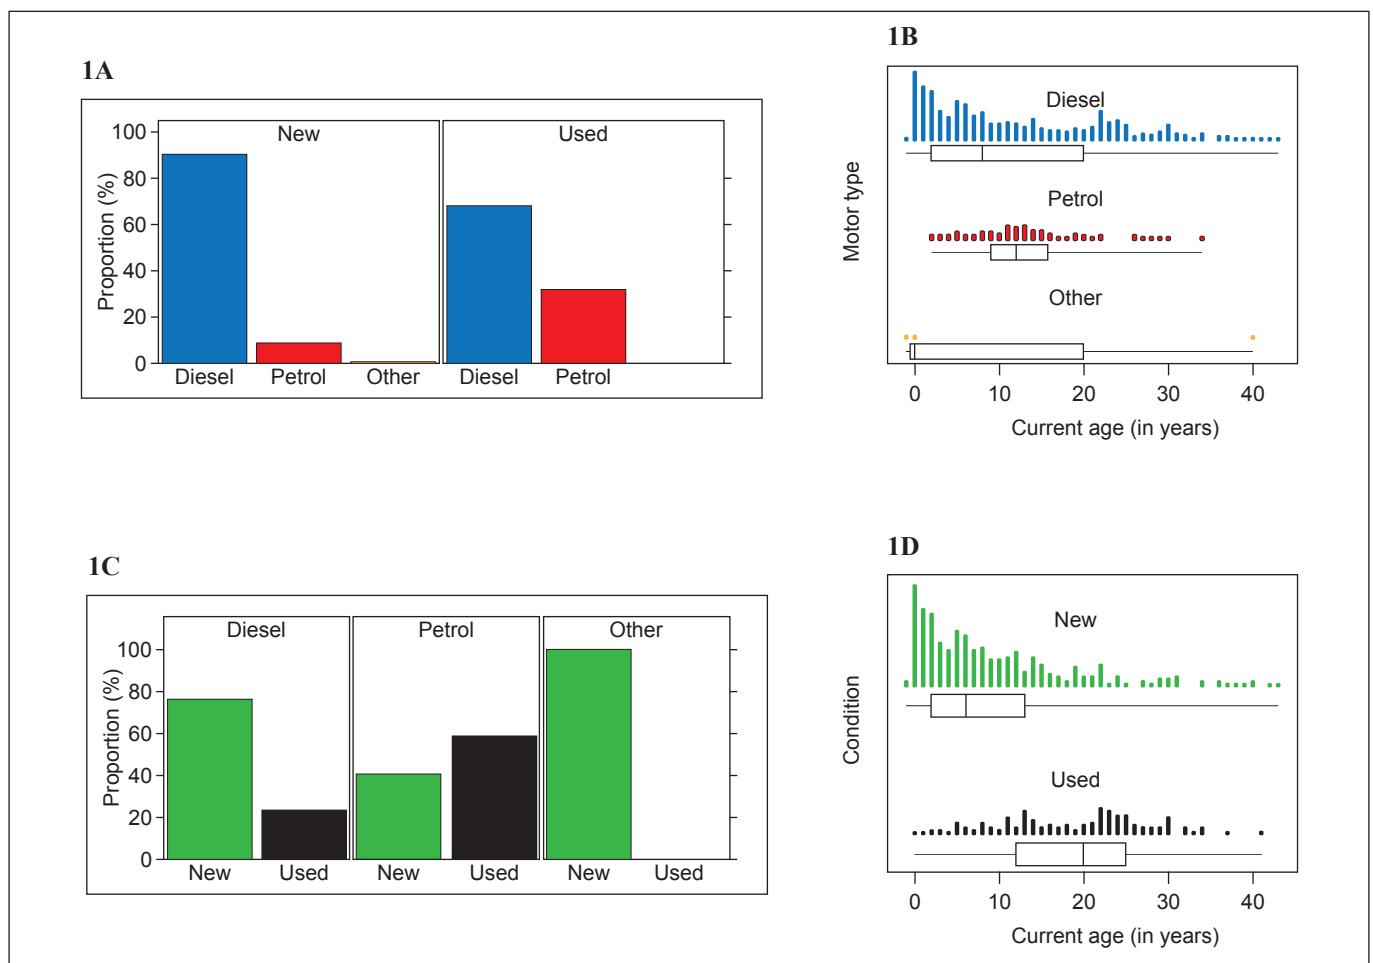 1A
New Used
Proportion (%)
100
80
60
40
20
0
Diesel Petrol Other Diesel Petrol
1B
Motor type
Diesel
Petrol
Other
0 10 20 30 40
Current age (in years)
1C
Diesel Petrol Other
Proportion (%)
100
80
60
40
20
0
New Used New Used New Used
1D
Condition
New
Used
0 10 20 30 40
Current age (in years)